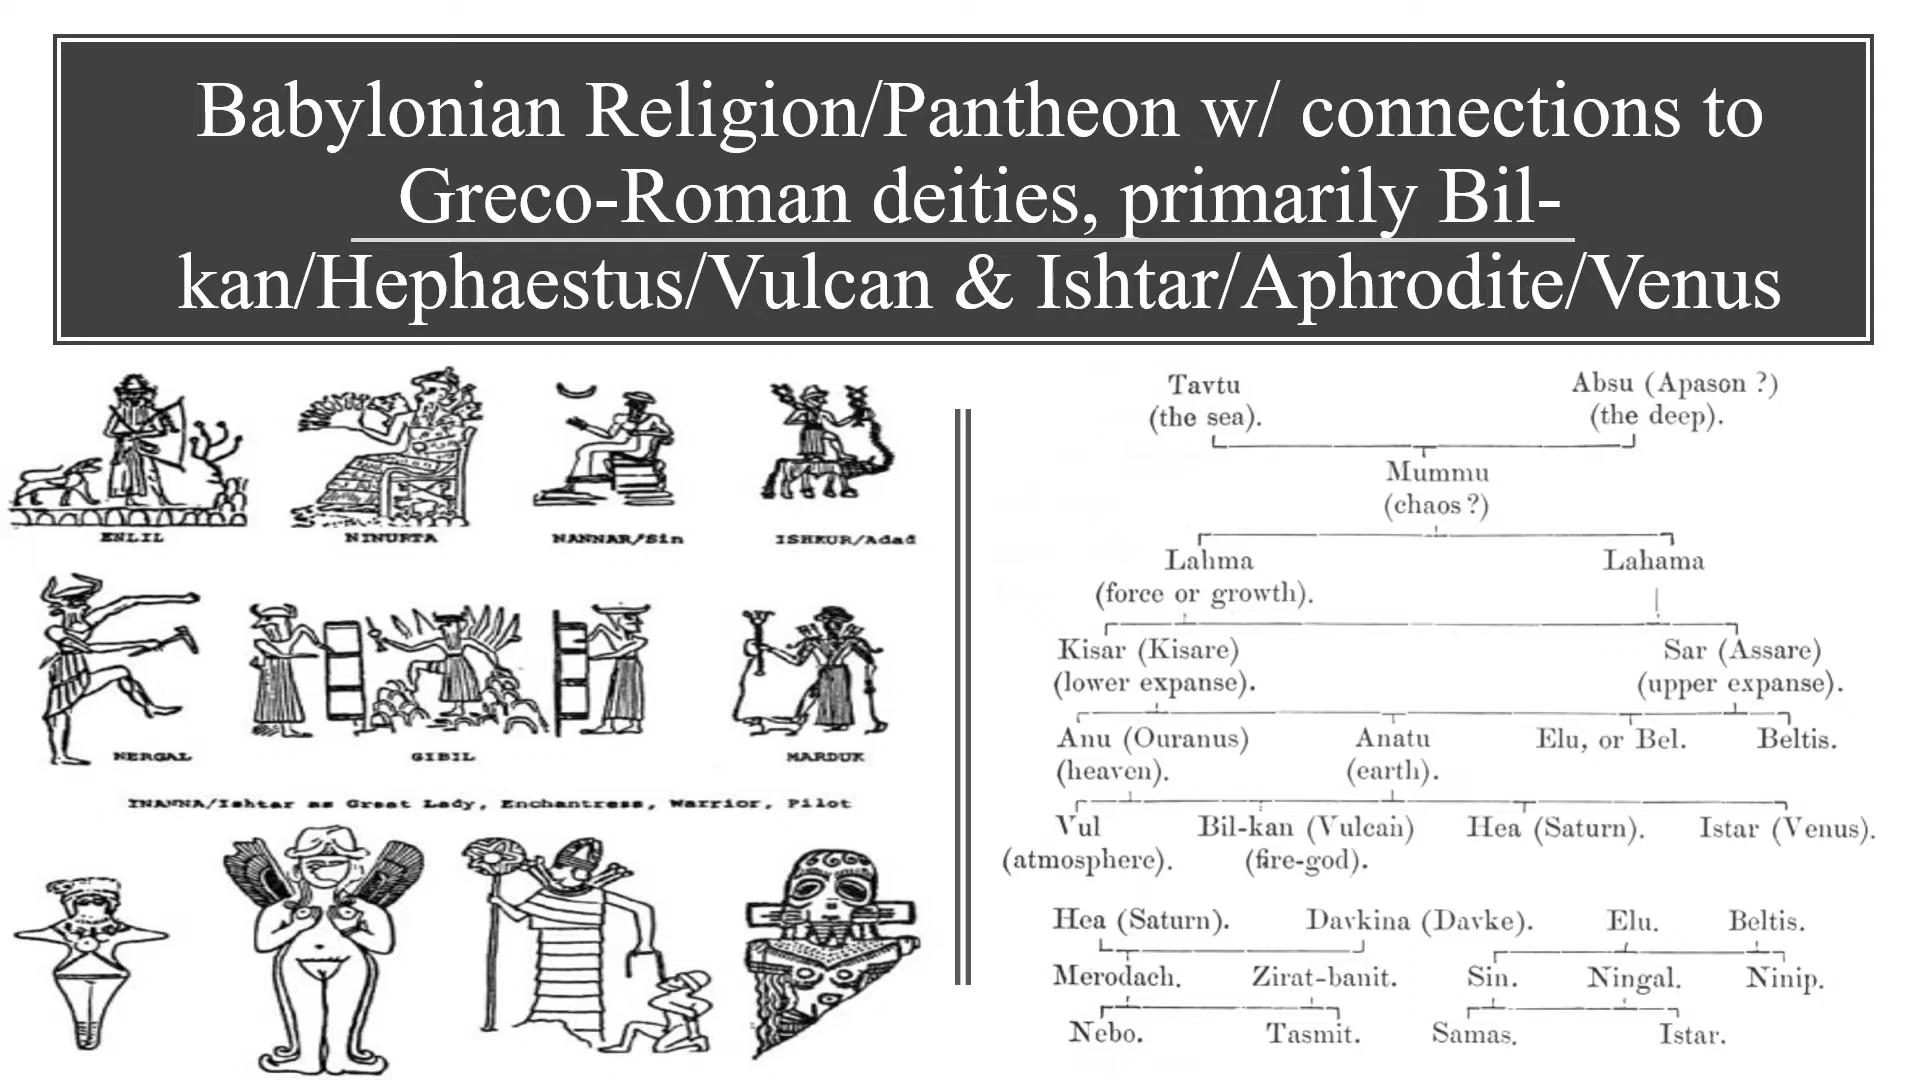 Babylonian Religion/Pantheon w/ connections to
Greco-Roman deities, primarily Bil-
kan/Hephaestus/Vulcan & Ishtar/Aphrodite/Venus
ENLIL
NINURTA
NANNAR/Sin
ISHKUR/Adad
NERGAL
GIBIL
MARDUK
INANNA/Ishtar as Great Lady, Enchantress, Warrior, Pilot
Tavtu
(the sea).
Absu (Apason ?)
(the deep).
Mummu
(chaos ?)
Lahma
(force or growth).
Lahama
Kisar (Kisare)
(lower expanse).
Sar (Assare)
(upper expanse).
Anu (Ouranus)
(heaven).
Anatu
(earth).
Elu, or Bel.
Beltis.
Vul
(atmosphere).
Bil-kan (Vulcan)
(fire-god).
Hea (Saturn).
Istar (Venus).
Hea (Saturn).
Davkina (Davke).
Elu.
Beltis.
Merodach.
Zirat-banit.
Sin.
Ningal.
Ninip.
Nebo.
Tasmit.
Samas.
Istar.